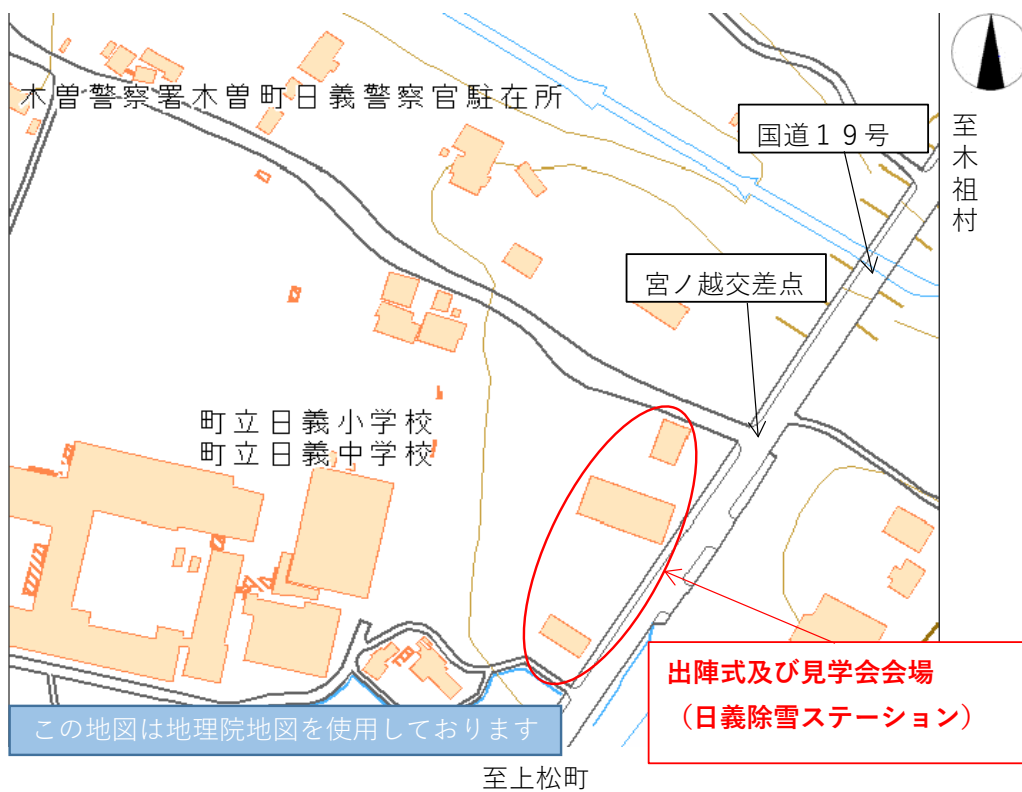 木曽警察署木曽町日義警察官駐在所
国道１９号
至木祖村
宮ノ越交差点
町立日義小学校
町立日義中学校
出陣式及び見学会会場
（日義除雪ステーション）
この地図は地理院地図を使用しております
至上松町